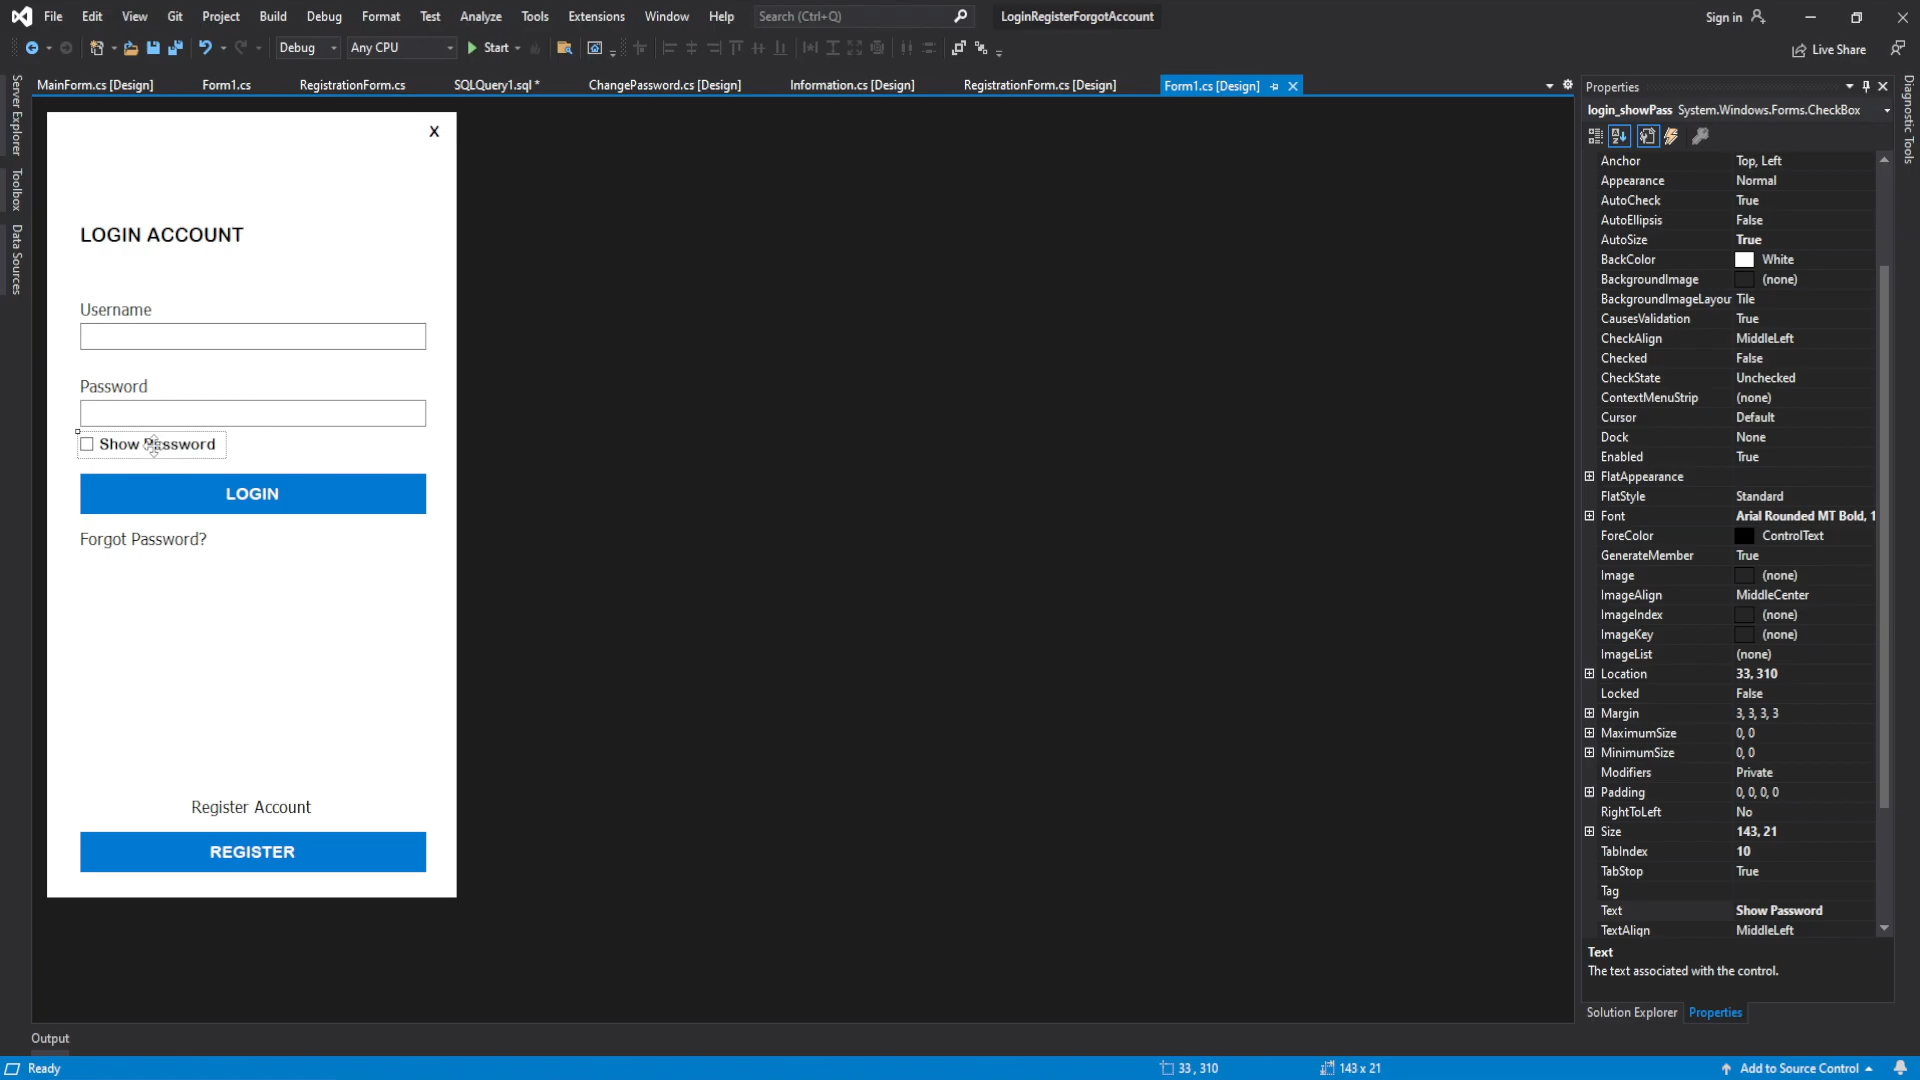 File Edit View Project Build Debug Format Test Analyze Tools Extensions Window Help Search (Ctrl+Q) LoginRegisterForgotAccount Sign in
Debug Any CPU Start Live Share
MainForm.cs [Design] Form1.cs RegistrationForm.cs SQLQuery1.sql * ChangePassword.cs [Design] Information.cs [Design] RegistrationForm.cs [Design] Form1.cs [Design]
Server Explorer
Toolbox
Data Sources
X
LOGIN ACCOUNT
Username
Password
Show Password
LOGIN
Forgot Password?
Register Account
REGISTER
Properties
login_showPass System.Windows.Forms.CheckBox
Anchor Top, Left
Appearance Normal
AutoCheck True
AutoEllipsis False
AutoSize True
BackColor White
BackgroundImage (none)
BackgroundImageLayou Tile
CausesValidation True
CheckAlign MiddleLeft
Checked False
CheckState Unchecked
ContextMenuStrip (none)
Cursor Default
Dock None
Enabled True
FlatAppearance
FlatStyle Standard
Font Arial Rounded MT Bold, 1
ForeColor ControlText
GenerateMember True
Image (none)
ImageAlign MiddleCenter
ImageIndex (none)
ImageKey (none)
ImageList (none)
Location 33, 310
Locked False
Margin 3, 3, 3, 3
MaximumSize 0, 0
MinimumSize 0, 0
Modifiers Private
Padding 0, 0, 0, 0
RightToLeft No
Size 143, 21
TabIndex 10
TabStop True
Tag
Text Show Password
TextAlign MiddleLeft
Text
The text associated with the control.
Solution Explorer Properties
Diagnostic Tools
Output
Ready 33 , 310 143 x 21 Add to Source Control